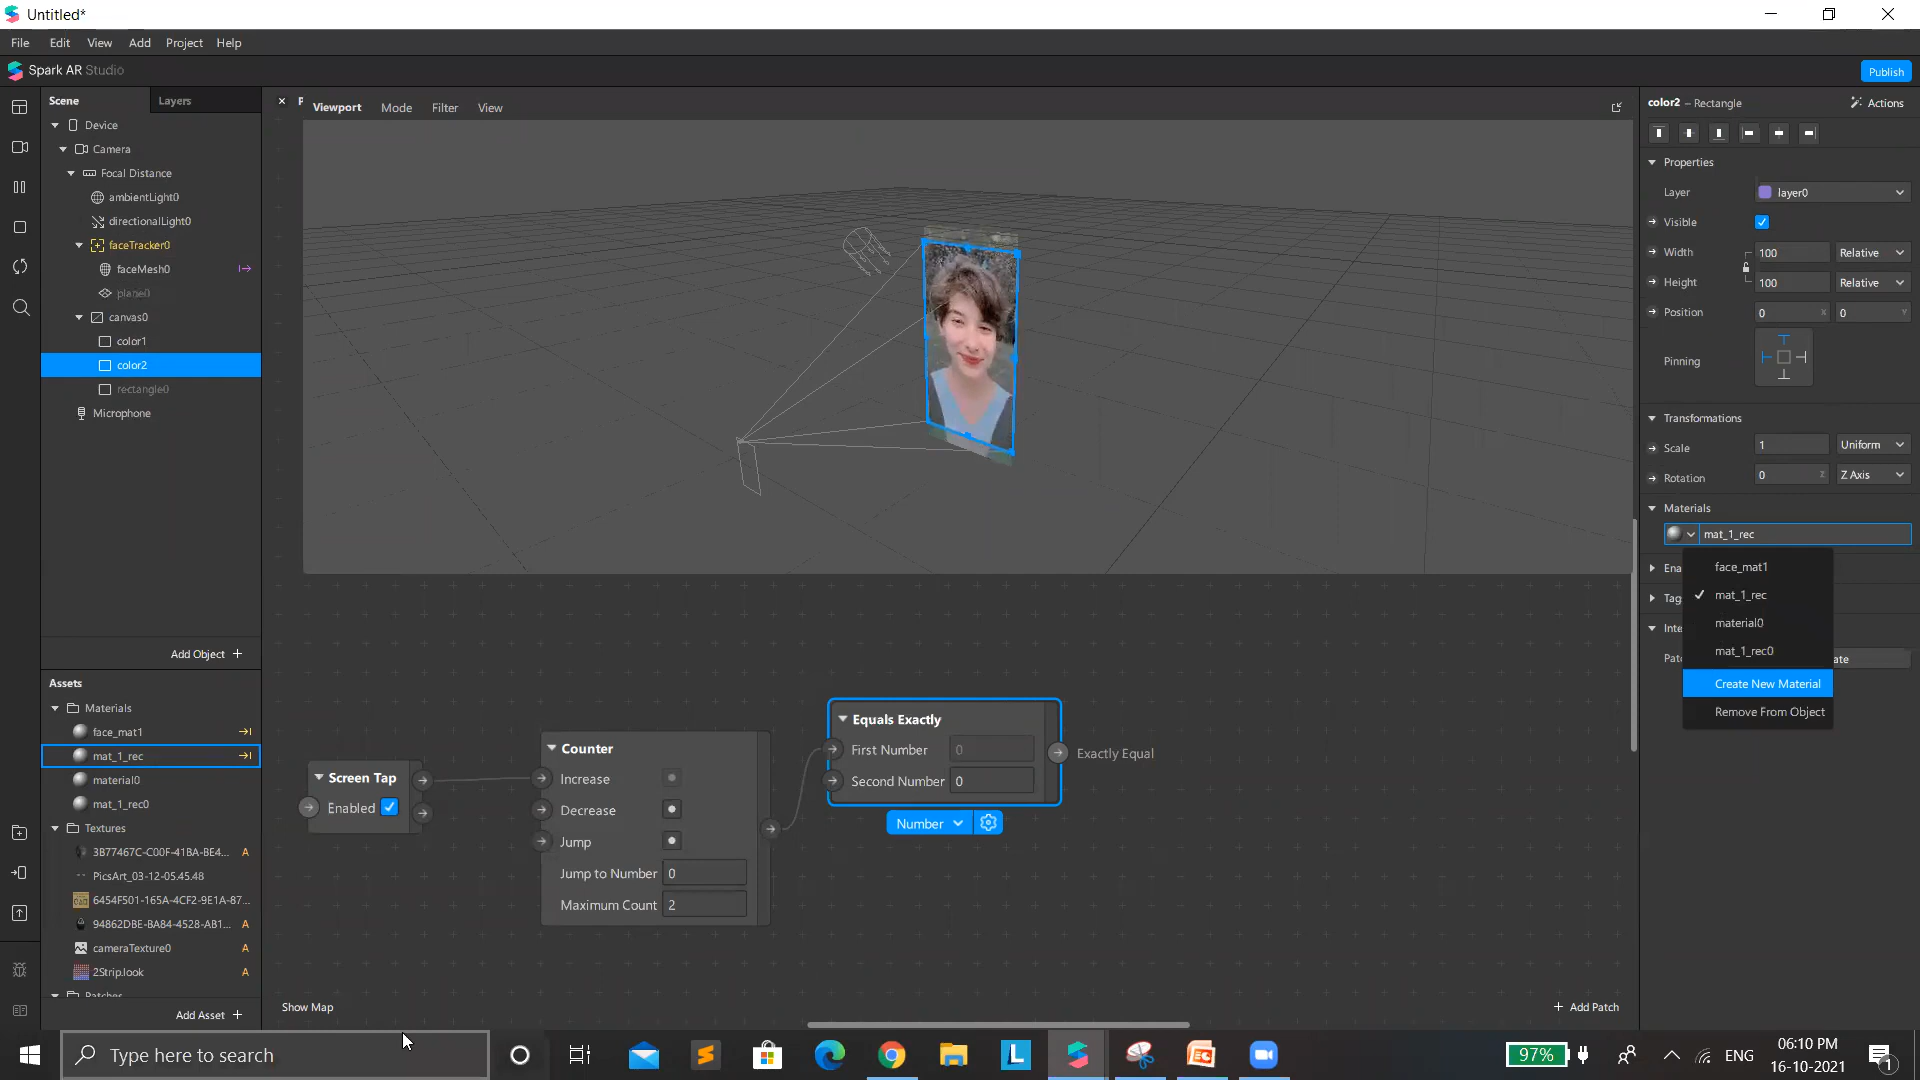 Untitled*
File Edit View Add Project Help
Spark AR Studio
Publish
Scene Layers
Device
Camera
Focal Distance
ambientLight0
directionalLight0
faceTracker0
faceMesh0
plane0
canvas0
color1
color2
rectangle0
Microphone
Add Object +
Assets
Materials
face_mat1
mat_1_rec
material0
mat_1_rec0
Textures
3B77467C-C00F-41BA-BE4... A
PicsArt_03-12-05.45.48
6454F501-165A-4CF2-9E1A-87...
94862DBE-BA84-4528-AB1... A
cameraTexture0 A
2Strip.look A
Patches
Add Asset +
Viewport Mode Filter View
Screen Tap
Enabled
Counter
Increase
Decrease
Jump
Jump to Number 0
Maximum Count 2
Equals Exactly
First Number 0
Second Number 0
Exactly Equal
Number
Show Map
+ Add Patch
color2 – Rectangle Actions
Properties
Layer layer0
Visible
Width 100 Relative
Height 100 Relative
Position 0 X 0 Y
Pinning
Transformations
Scale 1 Uniform
Rotation 0 Z Z Axis
Materials
mat_1_rec
face_mat1
mat_1_rec
material0
mat_1_rec0
Create New Material
Remove From Object
Type here to search
97%
ENG
06:10 PM
16-10-2021
1